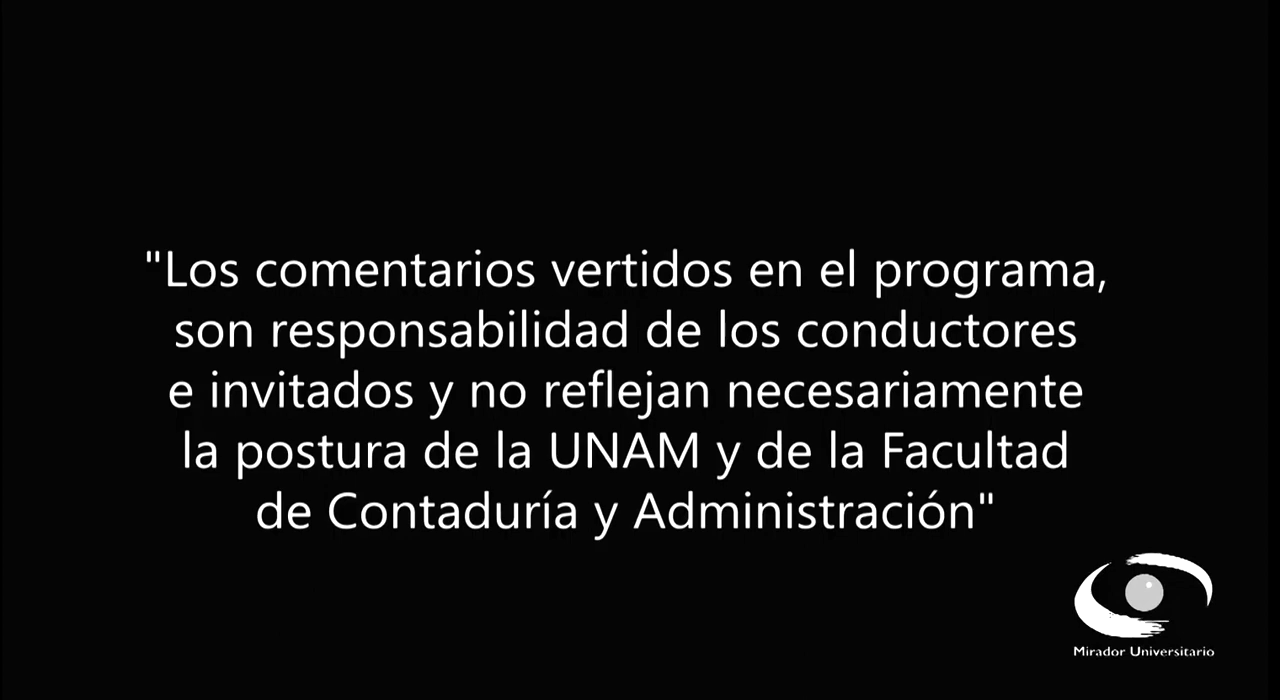 "Los comentarios vertidos en el programa,
son responsabilidad de los conductores
e invitados y no reflejan necesariamente
la postura de la UNAM y de la Facultad
de Contaduría y Administración"
Mirador Universitario